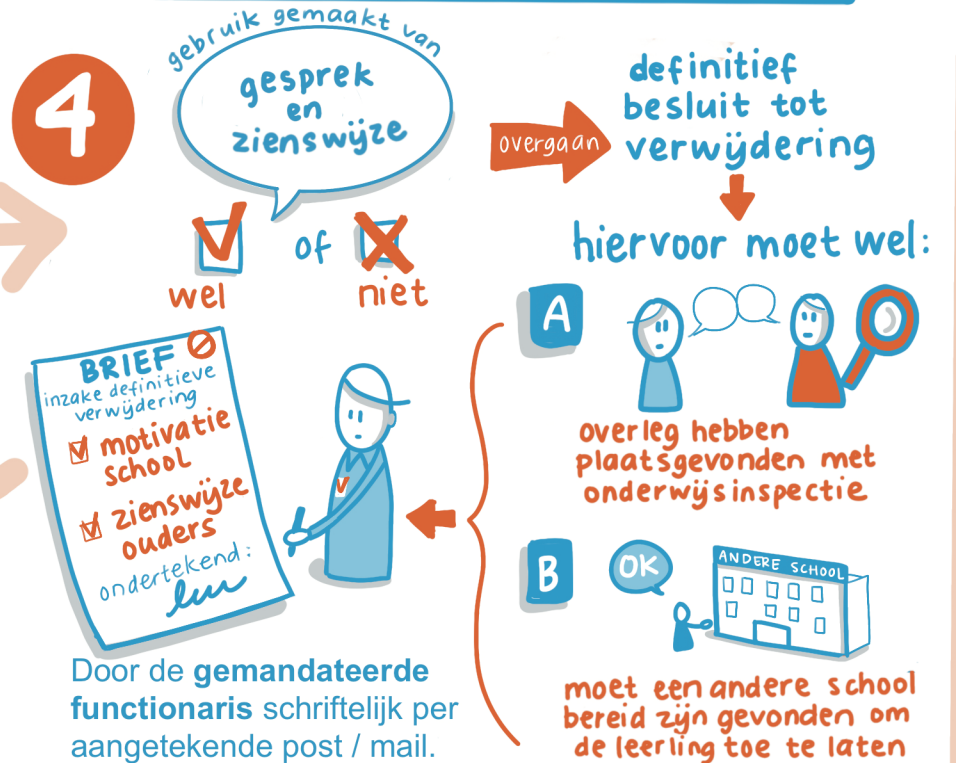 4
gebruik gemaakt van
gesprek
en
zienswijze
wel
of
niet
overgaan
definitief
besluit tot
verwijdering
hiervoor moet wel:
A
overleg hebben
plaatsgevonden met
onderwijsinspectie
B
OK
ANDERE SCHOOL
moet een andere school
bereid zijn gevonden om
de leerling toe te laten
BRIEF
inzake definitieve
verwijdering
motivatie
school
zienswijze
ouders
ondertekend:
Door de gemandateerde
functionaris schriftelijk per
aangetekende post / mail.